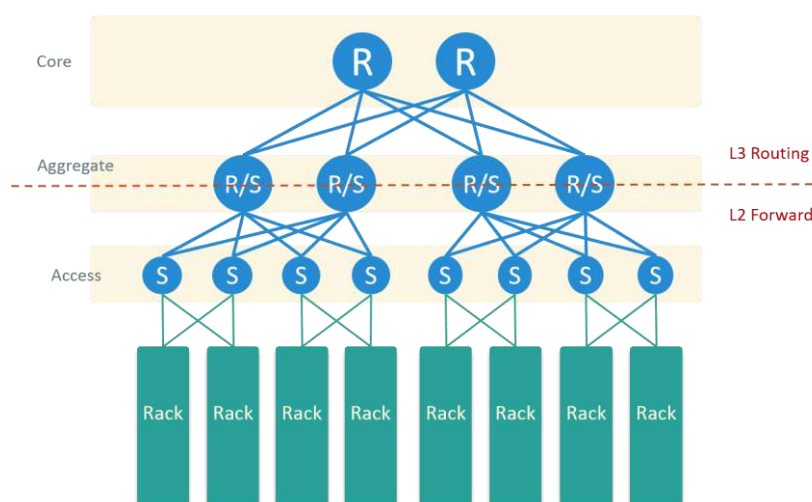 Core
R R
Aggregate
R/S R/S R/S R/S
L3 Routing
L2 Forward
Access
S S S S S S S S
Rack Rack Rack Rack Rack Rack Rack Rack